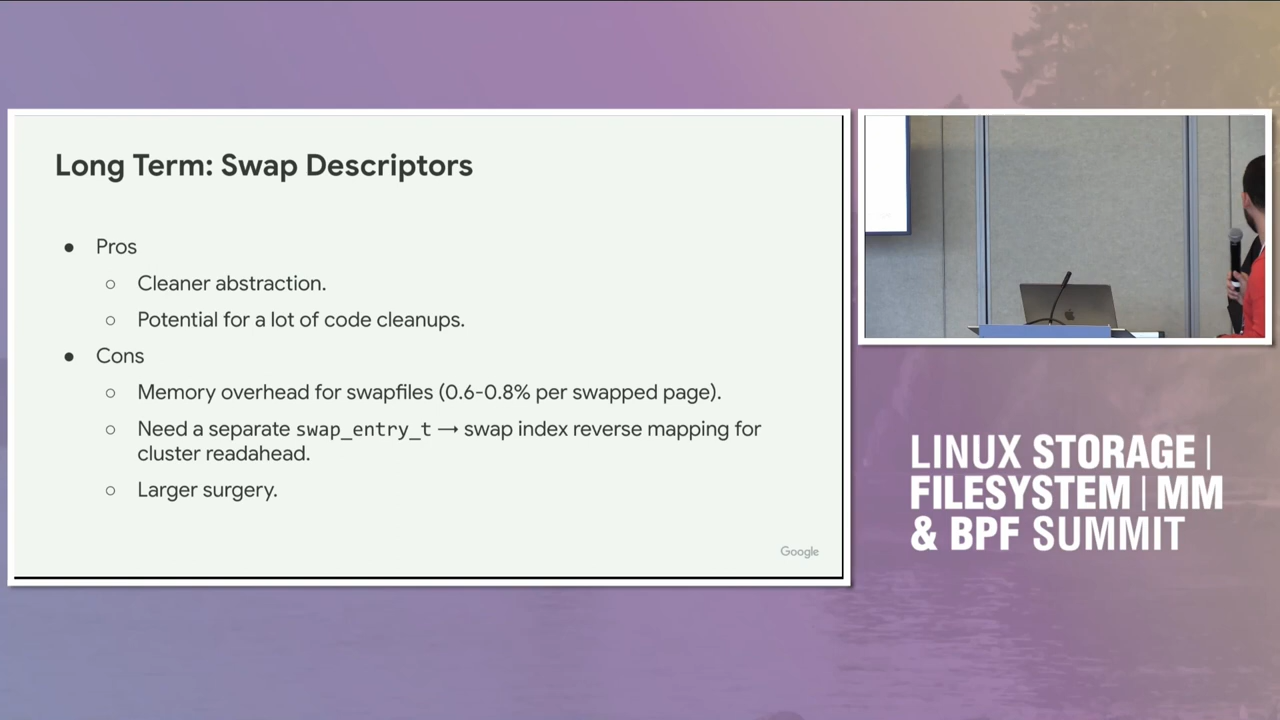 Long Term: Swap Descriptors
● Pros
○ Cleaner abstraction.
○ Potential for a lot of code cleanups.
● Cons
○ Memory overhead for swapfiles (0.6-0.8% per swapped page).
○ Need a separate swap_entry_t → swap index reverse mapping for
cluster readahead.
○ Larger surgery.
Google
LINUX STORAGE |
FILESYSTEM | MM
& BPF SUMMIT